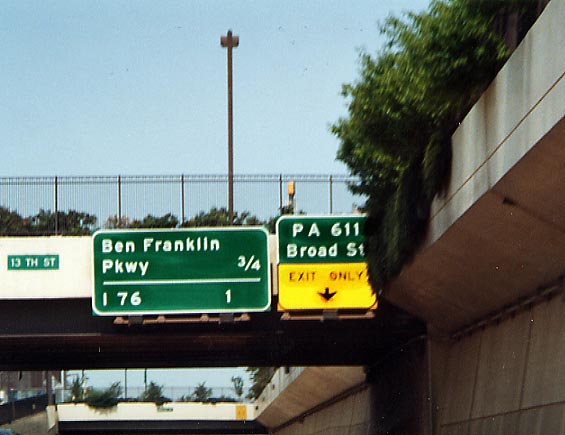 13 TH ST
Ben Franklin
Pkwy 3/4
I 76 1
PA 611
Broad St
EXIT ONLY